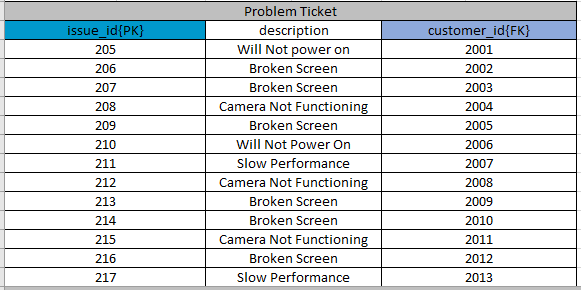 Problem Ticket
issue_id{PK} description customer_id{FK}
205 Will Not power on 2001
206 Broken Screen 2002
207 Broken Screen 2003
208 Camera Not Functioning 2004
209 Broken Screen 2005
210 Will Not Power On 2006
211 Slow Performance 2007
212 Camera Not Functioning 2008
213 Broken Screen 2009
214 Broken Screen 2010
215 Camera Not Functioning 2011
216 Broken Screen 2012
217 Slow Performance 2013